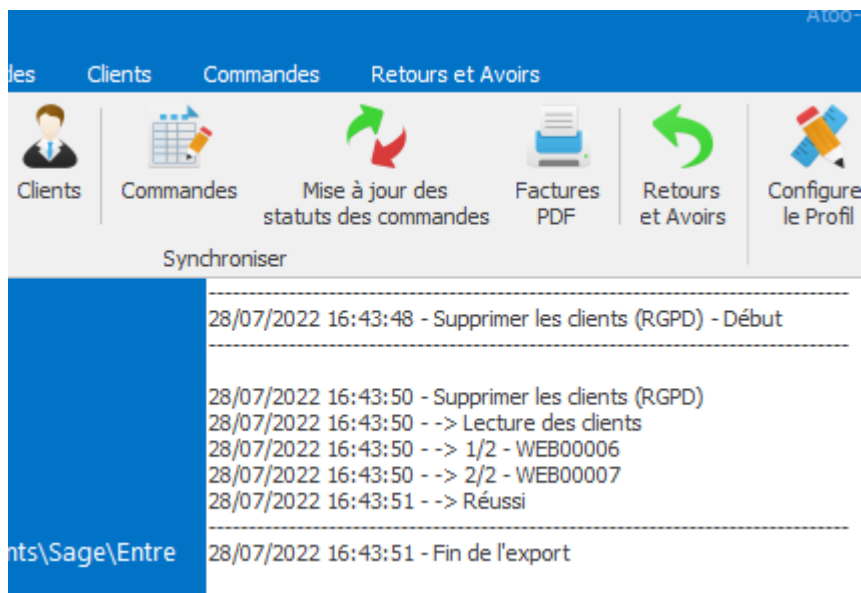 Atoo-
des Clients Commandes Retours et Avoirs
Clients Commandes Mise à jour des Factures Retours Configure
statuts des commandes PDF et Avoirs le Profil
Synchroniser
28/07/2022 16:43:48 - Supprimer les clients (RGPD) - Début
28/07/2022 16:43:50 - Supprimer les clients (RGPD)
28/07/2022 16:43:50 - -> Lecture des clients
28/07/2022 16:43:50 - -> 1/2 - WEB00006
28/07/2022 16:43:50 - -> 2/2 - WEB00007
28/07/2022 16:43:51 - -> Réussi
nts\Sage\Entre
28/07/2022 16:43:51 - Fin de l'export